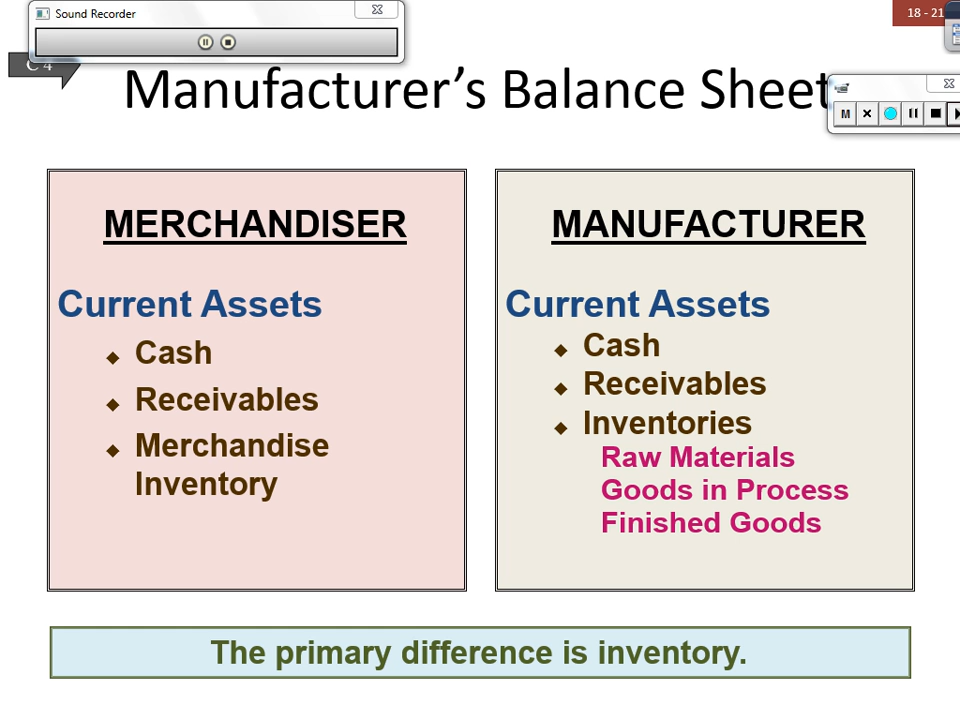 Sound Recorder
18 - 21
C 4
Manufacturer's Balance Sheet
M
MERCHANDISER
Current Assets
Cash
Receivables
Merchandise
Inventory
MANUFACTURER
Current Assets
Cash
Receivables
Inventories
Raw Materials
Goods in Process
Finished Goods
The primary difference is inventory.